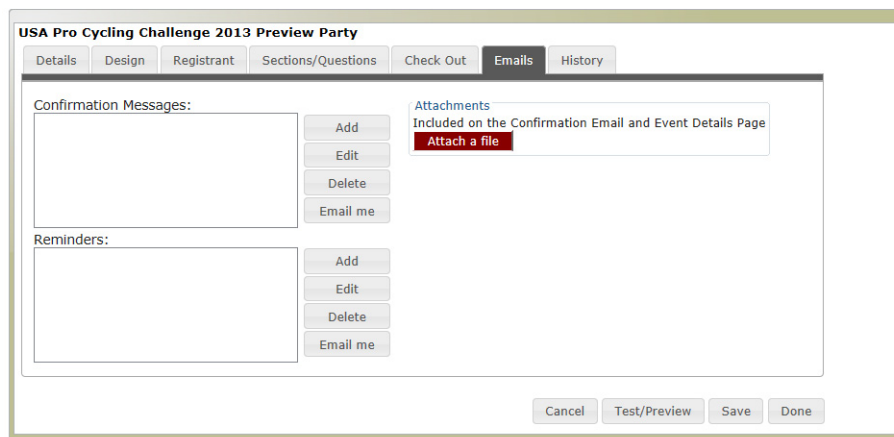 USA Pro Cycling Challenge 2013 Preview Party
Details Design Registrant Sections/Questions Check Out Emails History
Confirmation Messages:
Add
Edit
Delete
Email me
Attachments
Included on the Confirmation Email and Event Details Page
Attach a file
Reminders:
Add
Edit
Delete
Email me
Cancel Test/Preview Save Done